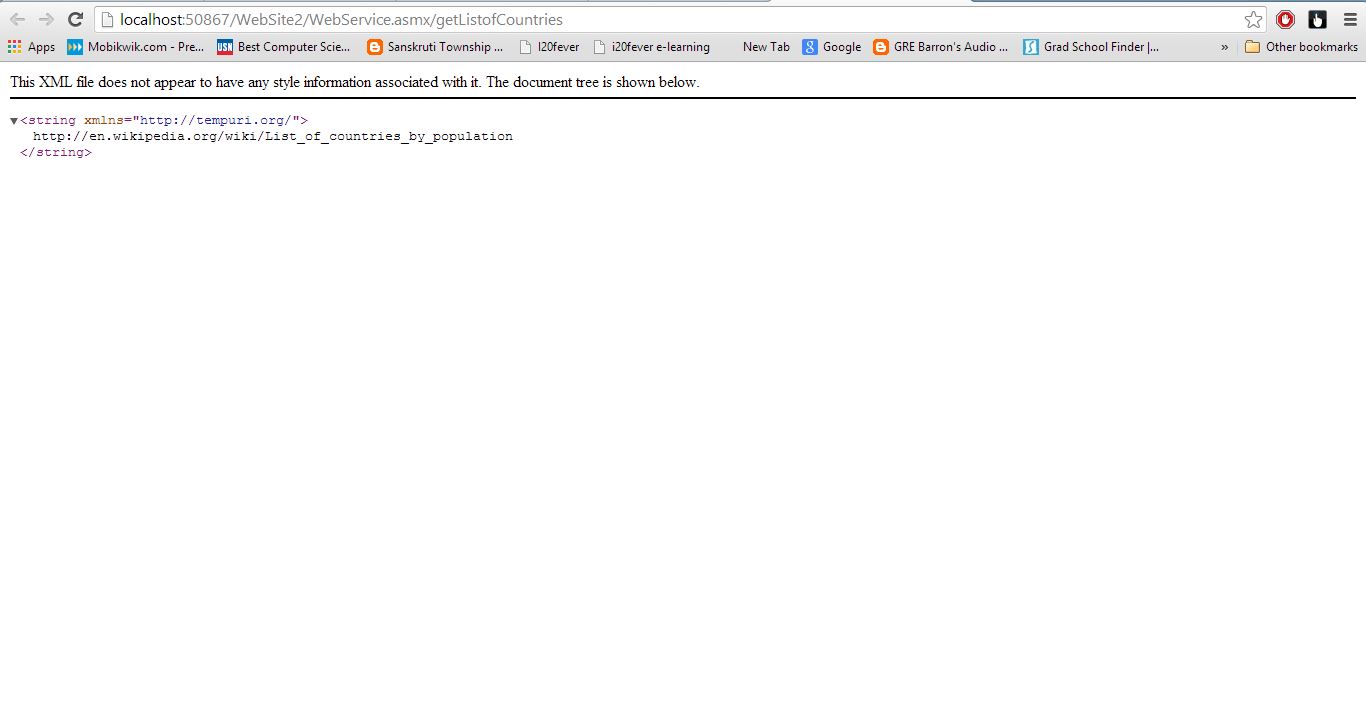 localhost:50867/WebSite2/WebService.asmx/getListofCountries
Apps Mobikwik.com - Pre... USN Best Computer Scie... Sanskruti Township ... I20fever i20fever e-learning New Tab 8 Google GRE Barron's Audio ... Grad School Finder |... » Other bookmarks
This XML file does not appear to have any style information associated with it. The document tree is shown below.
▼<string xmlns="http://tempuri.org/">
http://en.wikipedia.org/wiki/List_of_countries_by_population
</string>